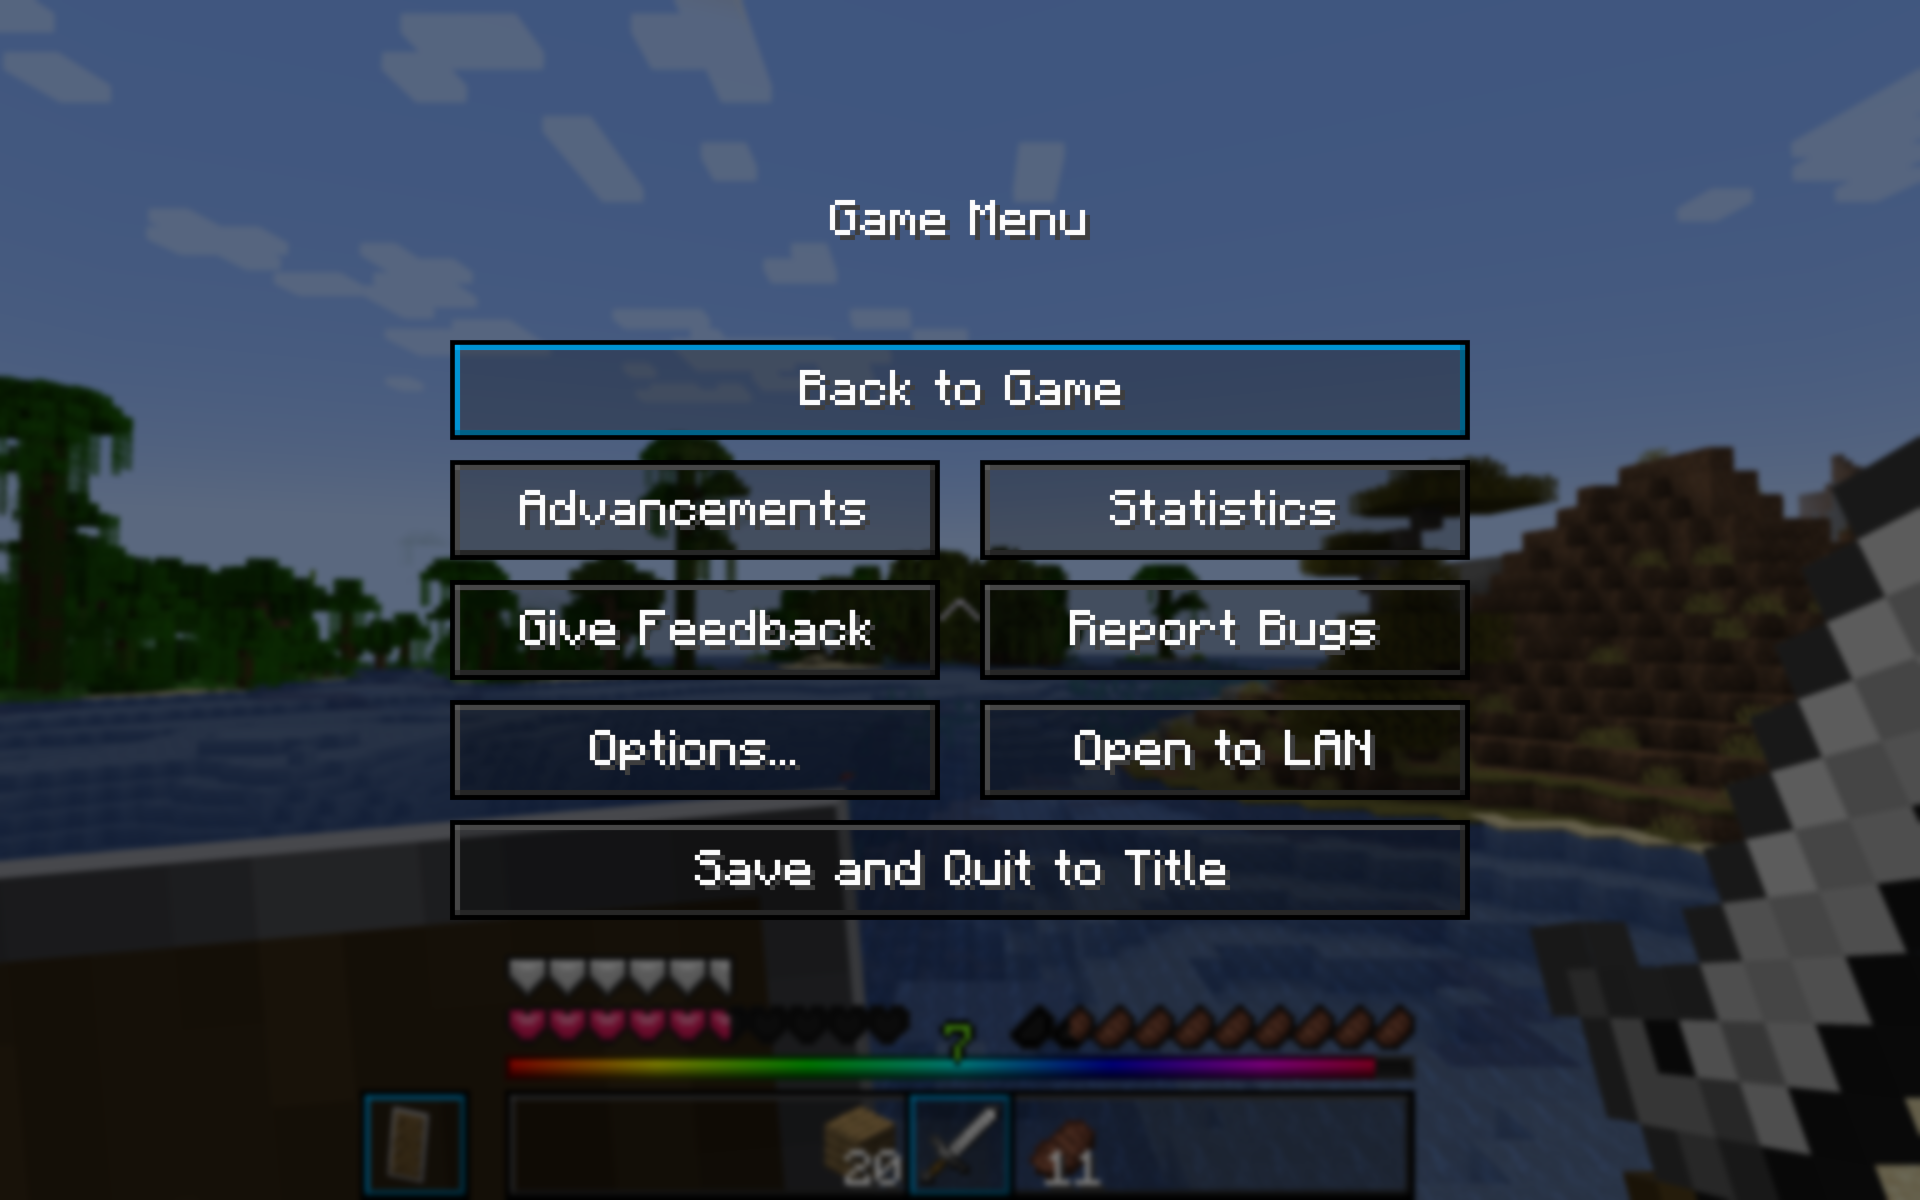 Game Menu
Back to Game
Advancements
Statistics
Give Feedback
Report Bugs
Options...
Open to LAN
Save and Quit to Title
7
20
11